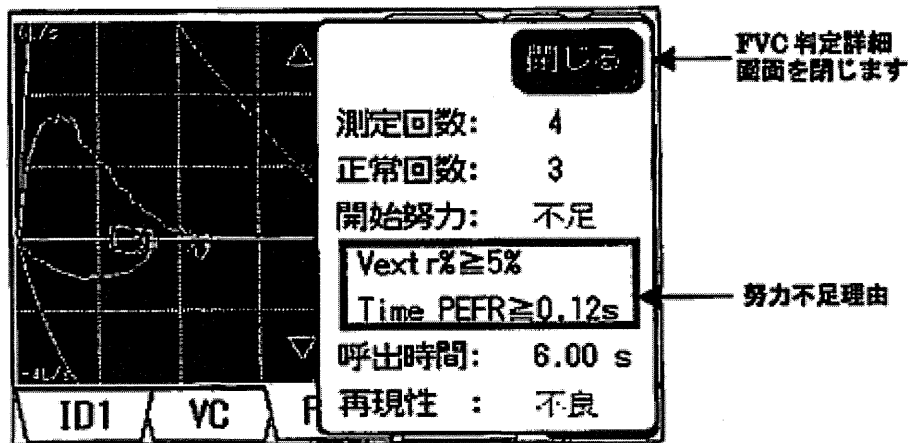 閉じる
測定回数: 4
正常回数: 3
開始努力: 不足
Vextr%≧5%
Time PEFR≧0.12s
呼出時間: 6.00 s
再現性 : 不良
L/s
-4L/s
ID1 VC F
FVC 判定詳細
画面を閉じます
努力不足理由